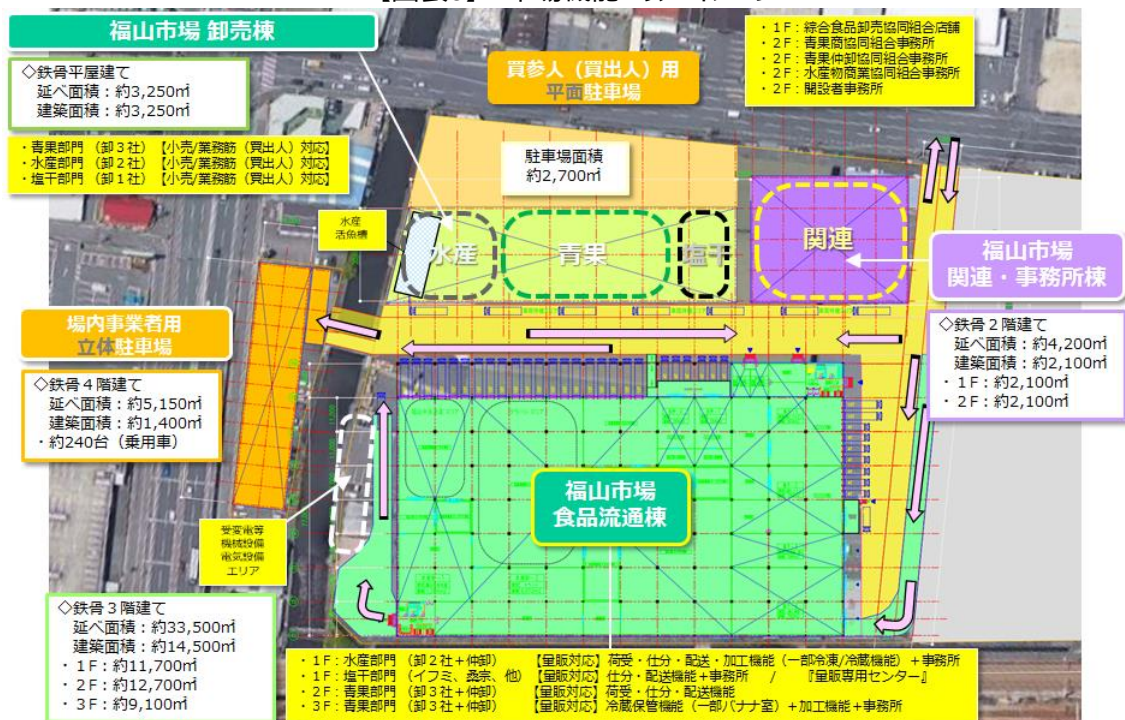 福山市場 卸売棟
◇鉄骨平屋建て
延べ面積：約3,250㎡
建築面積：約3,250㎡
・青果部門 （卸３社）【小売/業務筋（買出人）対応】
・水産部門 （卸２社）【小売/業務筋（買出人）対応】
・塩干部門 （卸１社）【小売/業務筋（買出人）対応】
買参人（買出人）用
平面駐車場
・１F：綜合食品卸売協同組合店舗
・２F：青果商協同組合事務所
・２F：青果仲卸協同組合事務所
・２F：水産物商業協同組合事務所
・２F：開設者事務所
駐車場面積
約2,700㎡
水産
活魚槽
水産
青果
塩干
関連
福山市場
関連・事務所棟
◇鉄骨２階建て
延べ面積：約4,200㎡
建築面積：約2,100㎡
・１F：約2,100㎡
・２F：約2,100㎡
場内事業者用
立体駐車場
◇鉄骨４階建て
延べ面積：約5,150㎡
建築面積：約1,400㎡
・約240台（乗用車）
福山市場
食品流通棟
受変電等
機械設備
電気設備
エリア
◇鉄骨３階建て
延べ面積：約33,500㎡
建築面積：約14,500㎡
・１F：約11,700㎡
・２F：約12,700㎡
・３F：約9,100㎡
・１F：水産部門 （卸２社＋仲卸） 【量販対応】荷受・仕分・配送・加工機能（一部冷凍/冷蔵機能）＋事務所
・１F：塩干部門 （イフミ、桒宗、他）【量販対応】仕分・配送機能＋事務所 / 『量販専用センター』
・２F：青果部門 （卸３社＋仲卸） 【量販対応】荷受・仕分・配送機能
・３F：青果部門 （卸３社＋仲卸） 【量販対応】冷蔵保管機能（一部バナナ室）＋加工機能＋事務所